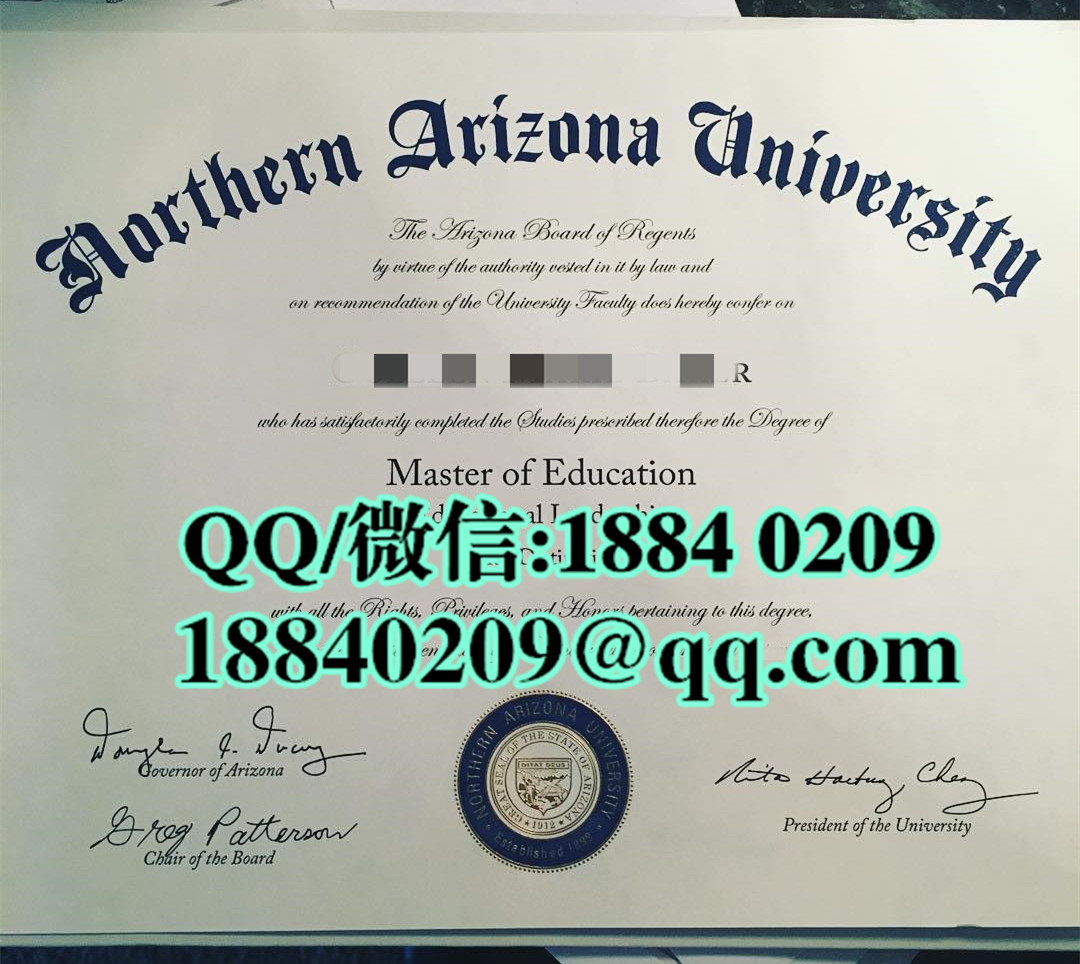 Northern Arizona University
The Arizona Board of Regents
by virtue of the authority vested in it by law and
on recommendation of the University Faculty does hereby confer on
R
who has satisfactorily completed the Studies prescribed therefore the Degree of
Master of Education
QQ/微信:1884 0209
with all the Rights, Privileges, and Honors pertaining to this degree,
18840209@qq.com
NORTHERN ARIZONA UNIVERSITY
GREAT SEAL OF THE STATE OF ARIZONA
DITAT DEUS
1912
Established 1899
Governor of Arizona
Greg Patterson
Chair of the Board
President of the University